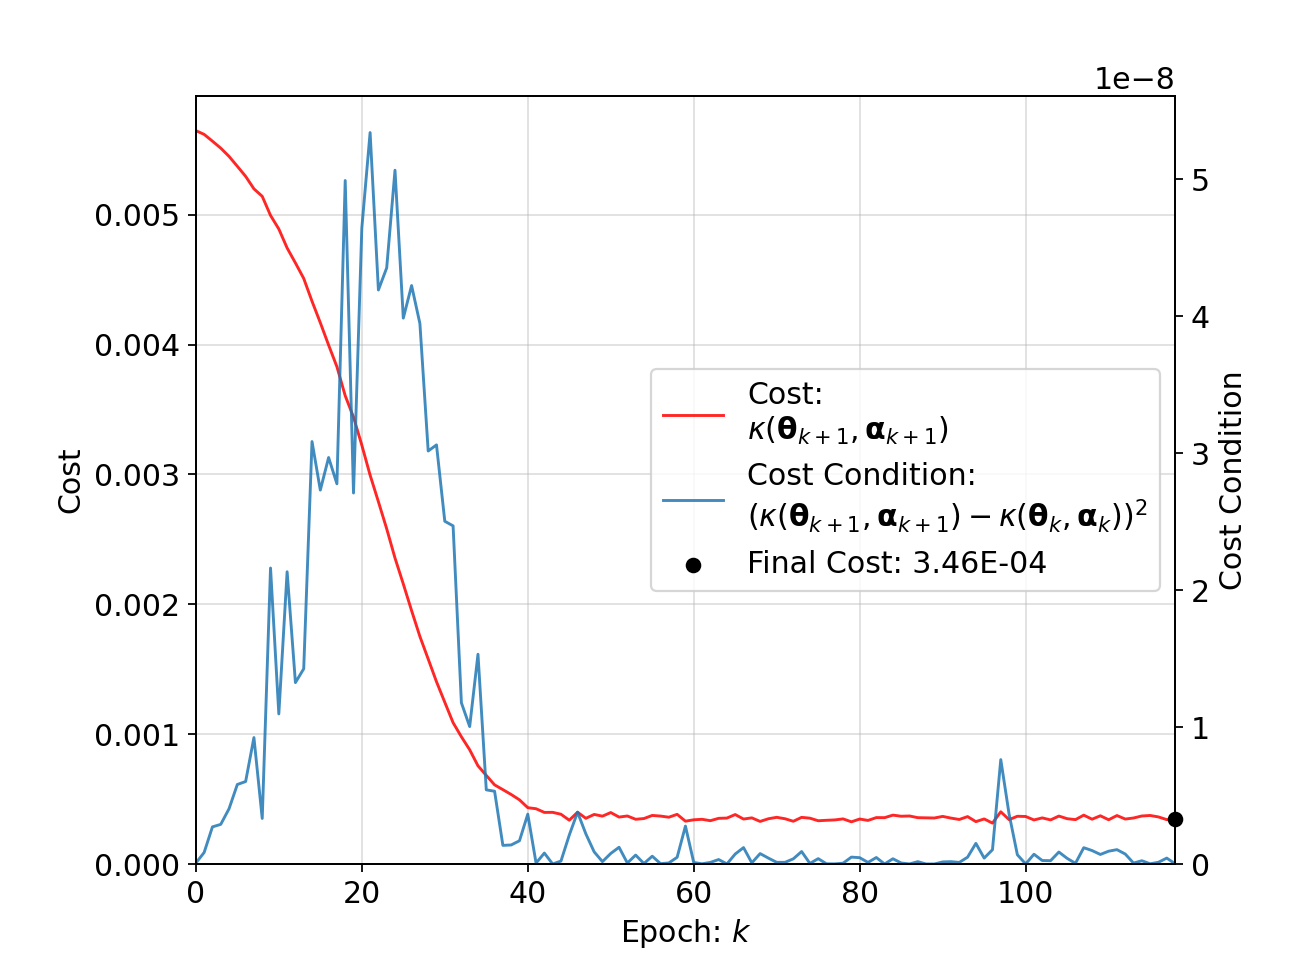 1e−8
0.005
0.004
0.003
0.002
0.001
0.000
Cost
5
4
3
2
1
0
Cost Condition
Cost:
κ(𝛉ₖ₊₁, 𝛂ₖ₊₁)
Cost Condition:
(κ(𝛉ₖ₊₁, 𝛂ₖ₊₁) − κ(𝛉ₖ, 𝛂ₖ))²
Final Cost: 3.46E-04
0 20 40 60 80 100
Epoch: k